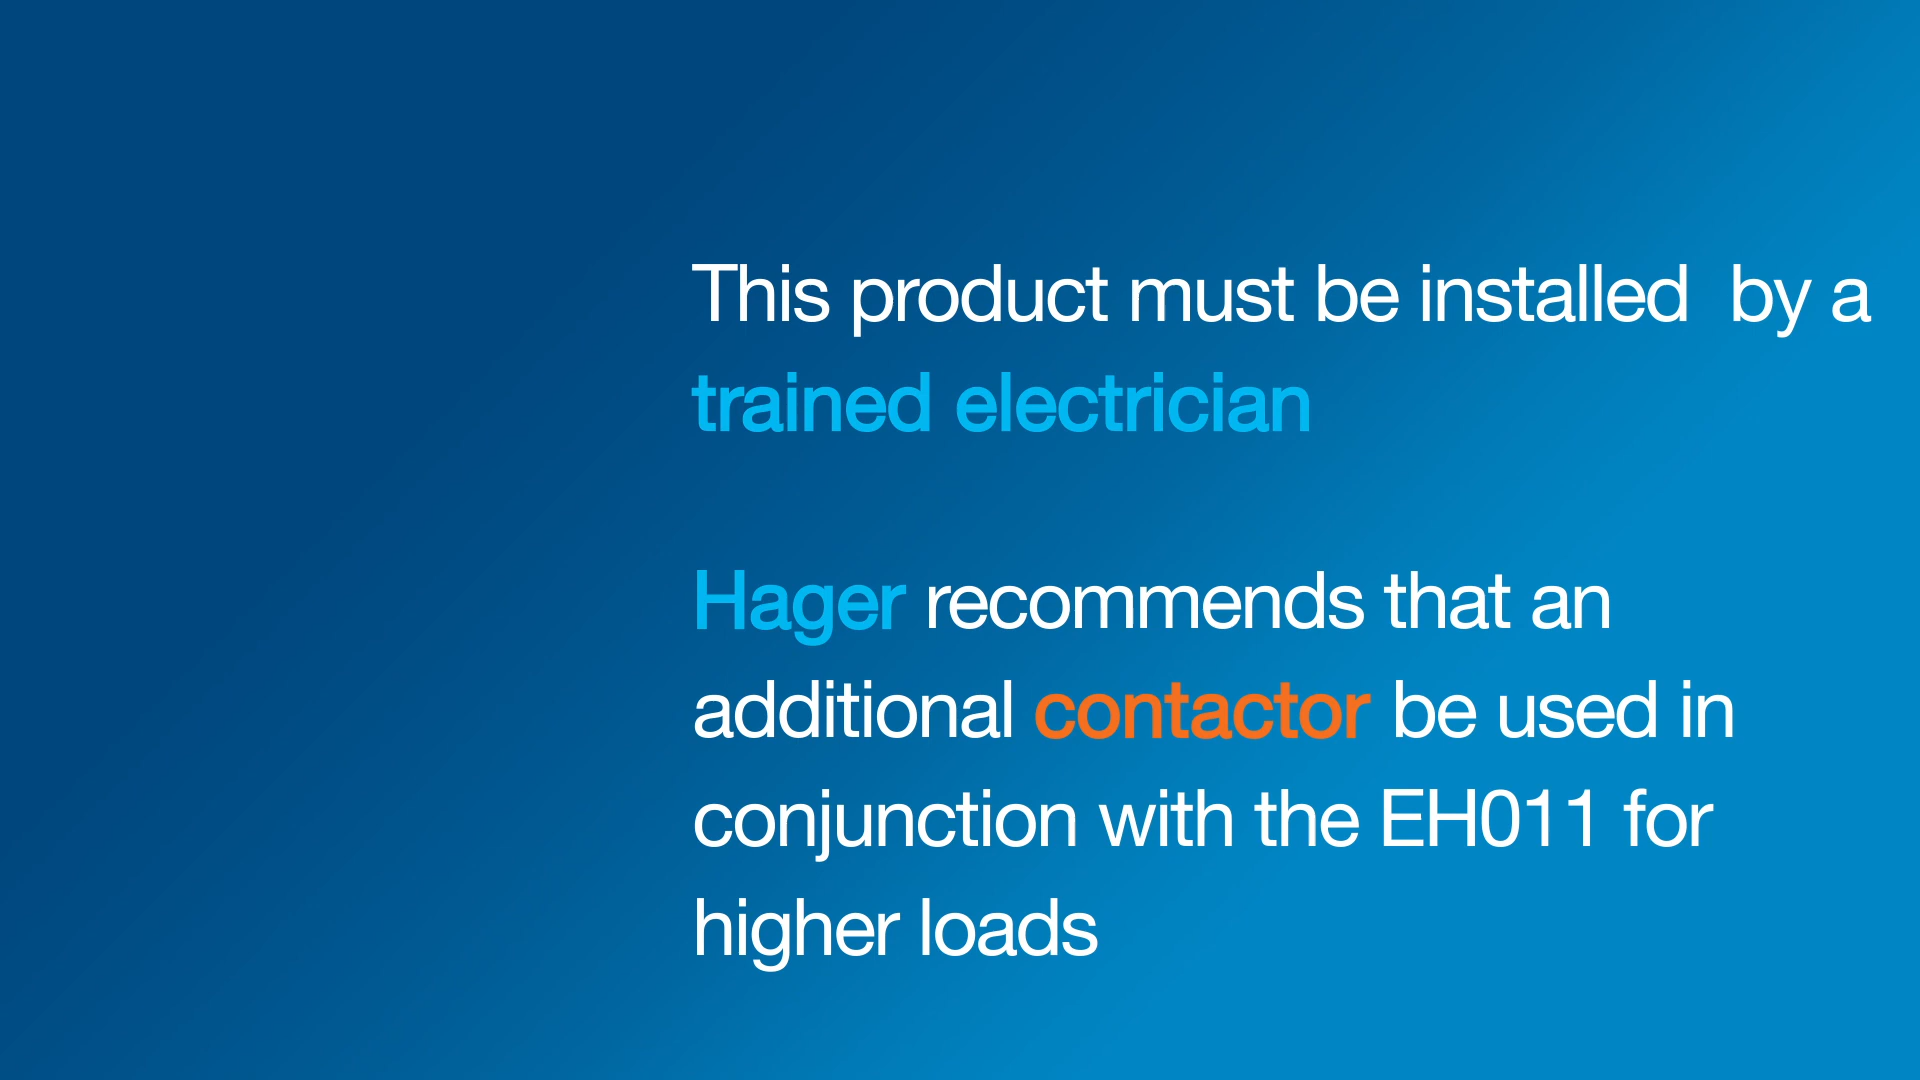 This product must be installed  by a
trained electrician
Hager recommends that an
additional contactor be used in
conjunction with the EH011 for
higher loads